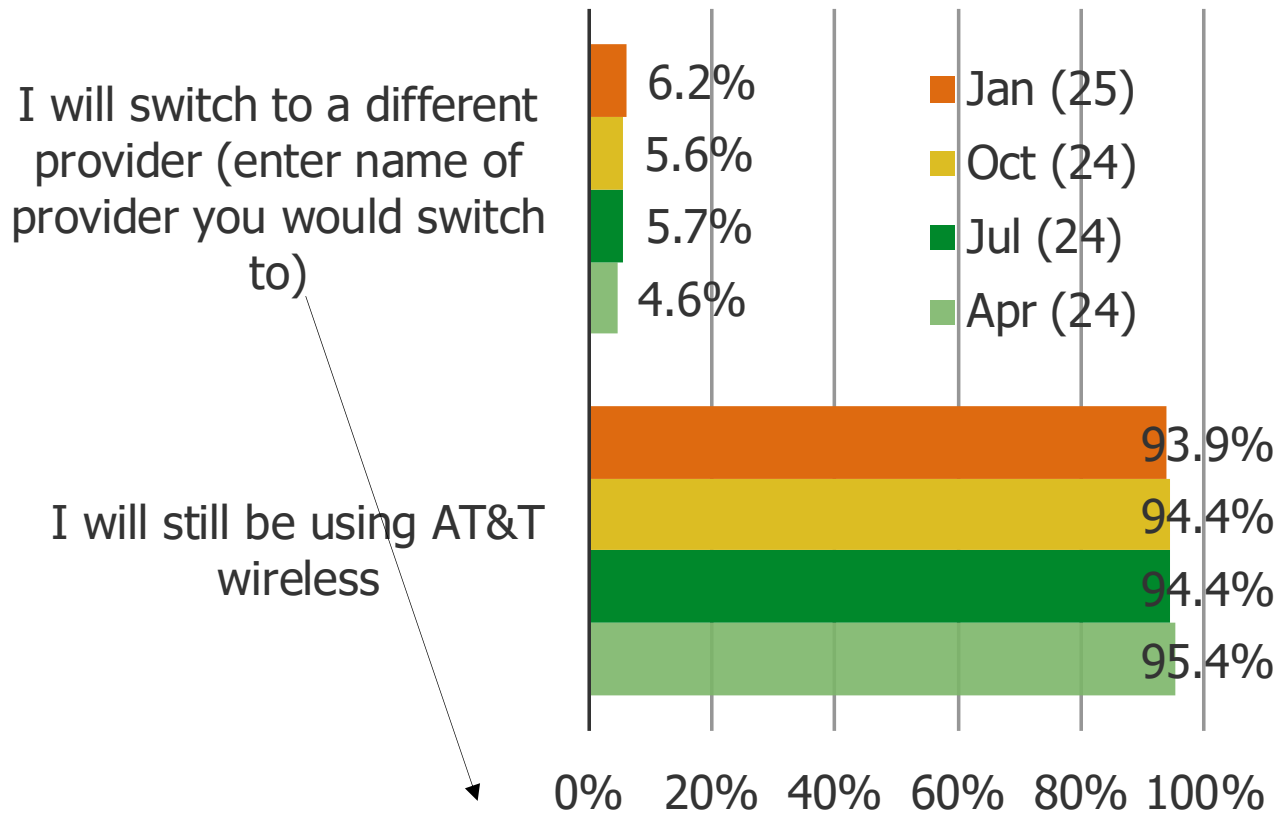 I will switch to a different
provider (enter name of
provider you would switch
to)
6.2%
5.6%
5.7%
4.6%
Jan (25)
Oct (24)
Jul (24)
Apr (24)
I will still be using AT&T
wireless
93.9%
94.4%
94.4%
95.4%
0% 20% 40% 60% 80% 100%